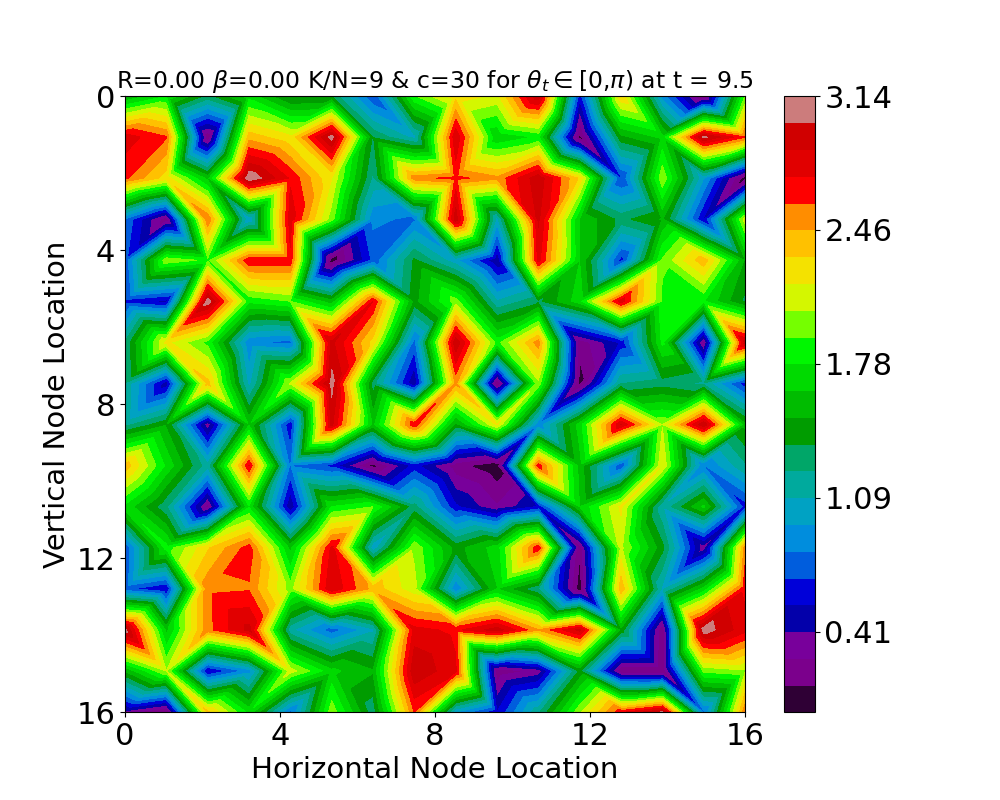 R=0.00 β=0.00 K/N=9 & c=30 for θ_t ∈ [0,π) at t = 9.5
0
4
8
12
16
Vertical Node Location
0 4 8 12 16
Horizontal Node Location
3.14
2.46
1.78
1.09
0.41